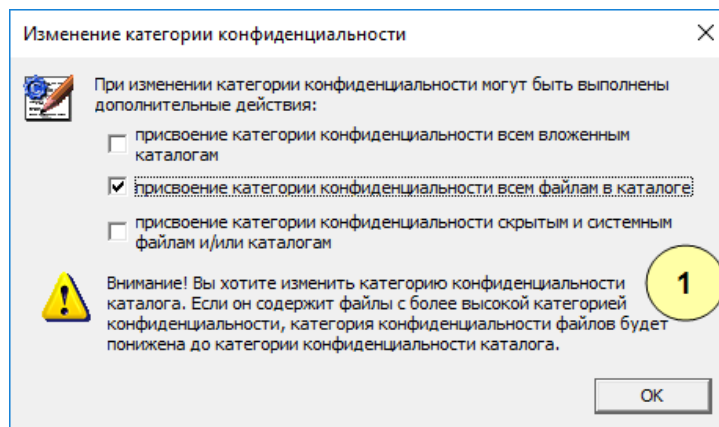 Изменение категории конфиденциальности
При изменении категории конфиденциальности могут быть выполнены
дополнительные действия:
присвоение категории конфиденциальности всем вложенным
каталогам
присвоение категории конфиденциальности всем файлам в каталоге
присвоение категории конфиденциальности скрытым и системным
файлам и/или каталогам
Внимание! Вы хотите изменить категорию конфиденциальности
каталога. Если он содержит файлы с более высокой категорией
конфиденциальности, категория конфиденциальности файлов будет
понижена до категории конфиденциальности каталога.
1
OK